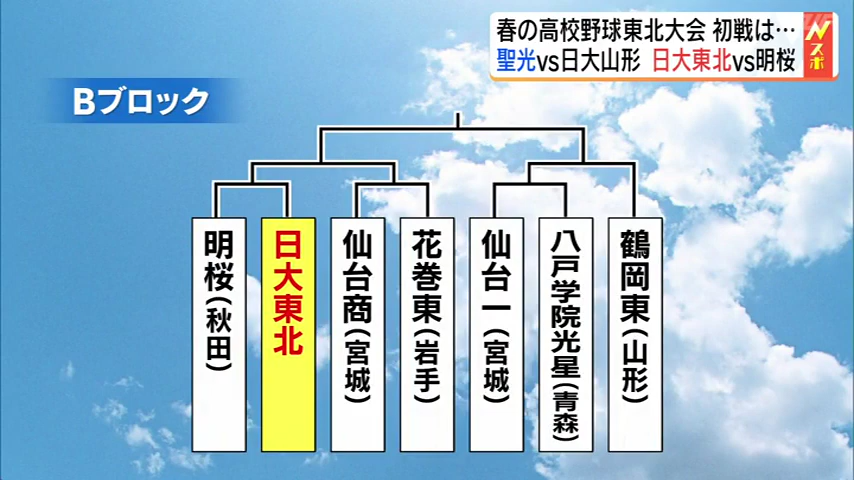 春の高校野球東北大会 初戦は…
聖光vs日大山形 日大東北vs明桜
Nスポ
Bブロック
明桜(秋田)
日大東北
仙台商(宮城)
花巻東(岩手)
仙台一(宮城)
八戸学院光星(青森)
鶴岡東(山形)